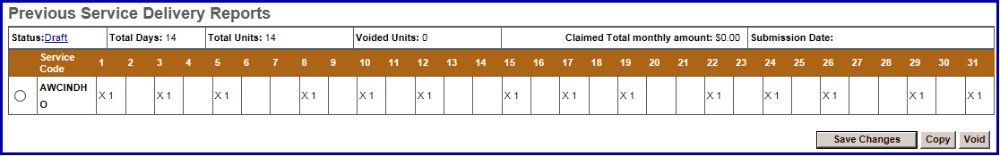 Previous Service Delivery Reports
Status:Draft Total Days: 14 Total Units: 14 Voided Units: 0 Claimed Total monthly amount: $0.00 Submission Date:
Service Code 1 2 3 4 5 6 7 8 9 10 11 12 13 14 15 16 17 18 19 20 21 22 23 24 25 26 27 28 29 30 31
AWCINDH
O X 1 X 1 X 1 X 1 X 1 X 1 X 1 X 1 X 1 X 1 X 1 X 1 X 1 X 1
Save Changes Copy Void